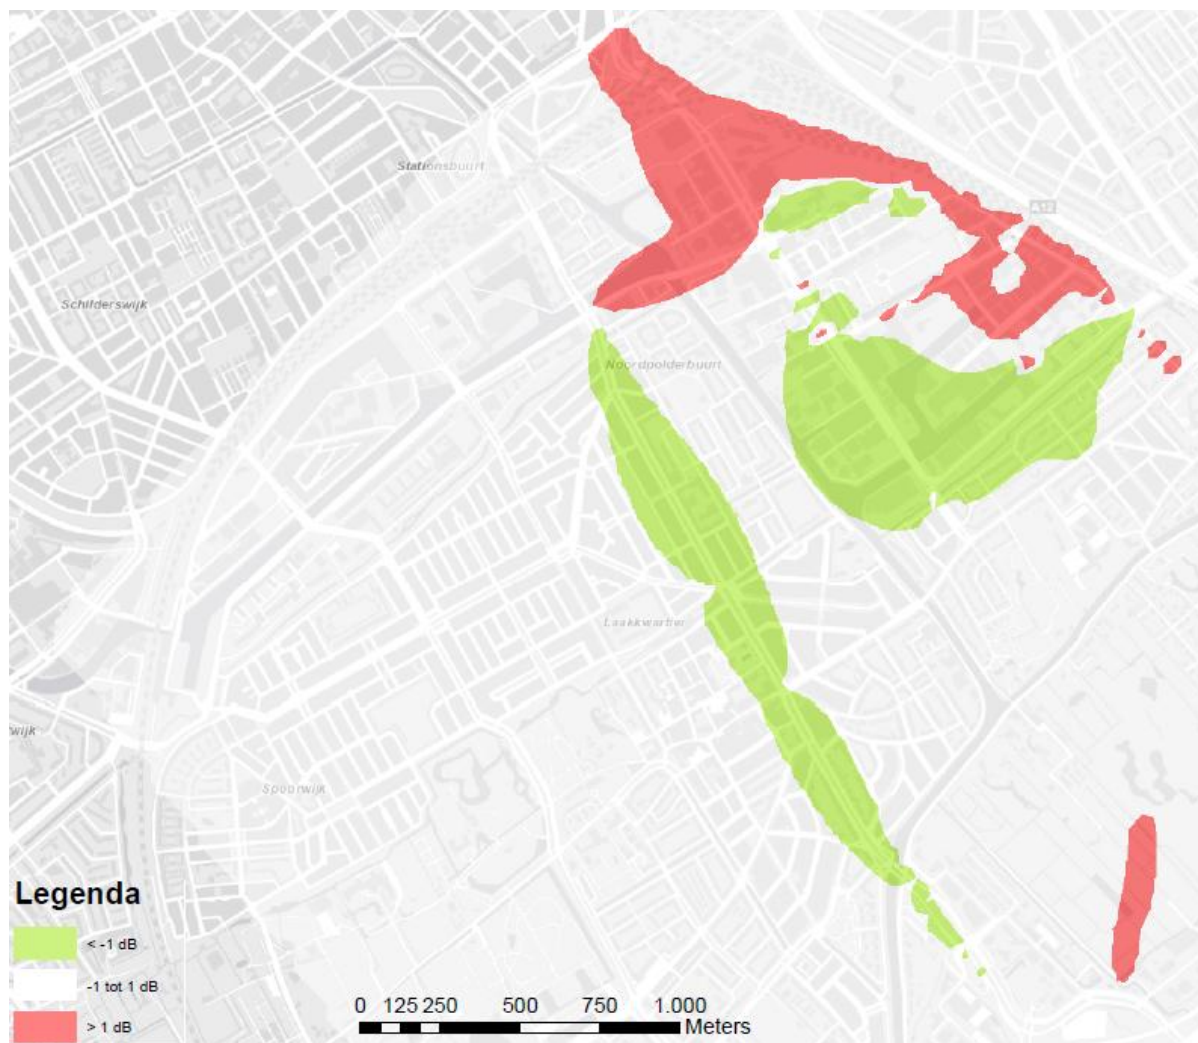 Stationsbuurt
A12
Schilderswijk
Noordpolderbuurt
Laakkwartier
wijk
Spoorwijk
Legenda
< -1 dB
-1 tot 1 dB
> 1 dB
0 125 250 500 750 1.000
Meters